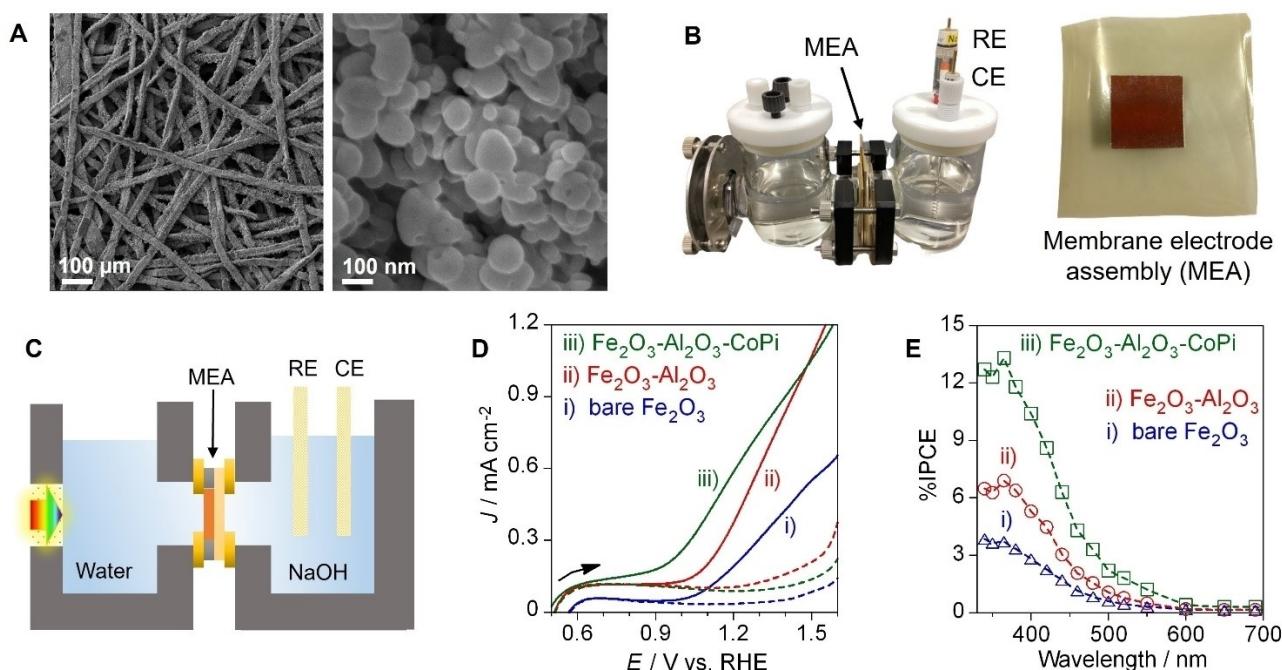 A
100 µm
100 nm
B
MEA
RE
CE
Membrane electrode
assembly (MEA)
C
MEA
RE
CE
Water
NaOH
D
1.2
0.9
0.6
0.3
0.0
J / mA cm⁻²
iii) Fe₂O₃-Al₂O₃-CoPi
ii) Fe₂O₃-Al₂O₃
i) bare Fe₂O₃
iii)
ii)
i)
0.6 0.9 1.2 1.5
E / V vs. RHE
E
15
12
9
6
3
0
%IPCE
iii) Fe₂O₃-Al₂O₃-CoPi
ii) Fe₂O₃-Al₂O₃
i) bare Fe₂O₃
ii)
i)
400 500 600 700
Wavelength / nm